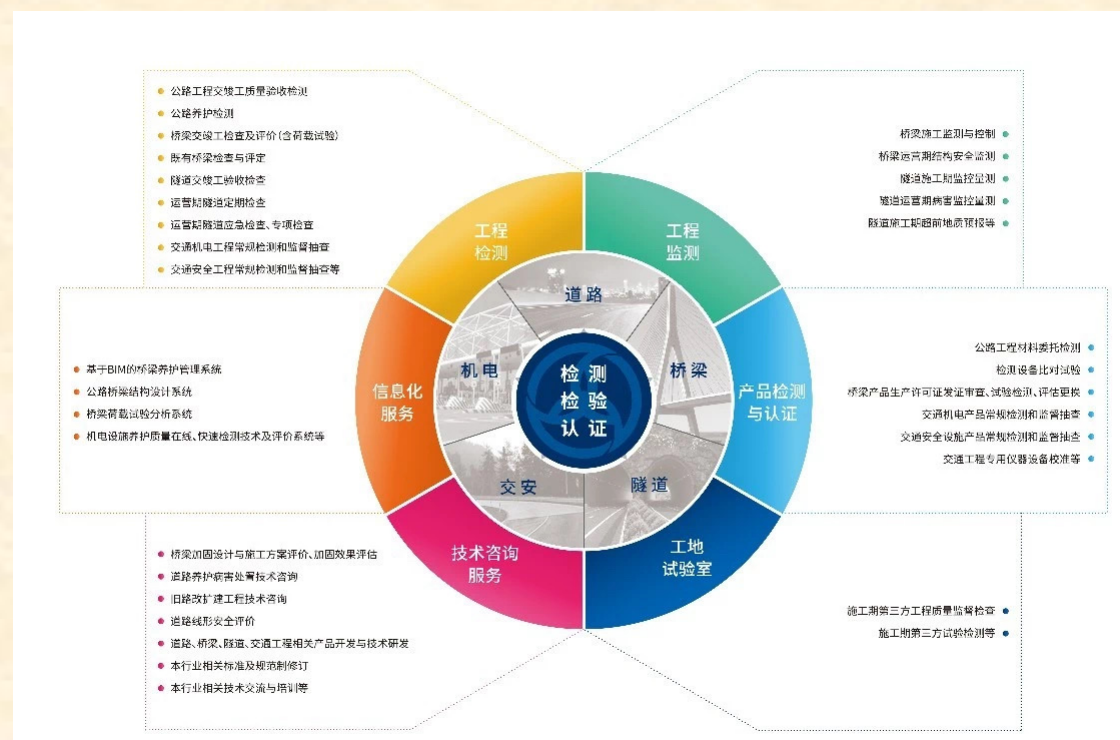 公路工程交竣工质量验收检测
公路养护检测
桥梁交竣工检查及评价(含荷载试验)
既有桥梁检查与评定
隧道交竣工验收检查
运营期隧道定期检查
运营期隧道应急检查、专项检查
交通机电工程常规检测和监督抽查
交通安全工程常规检测和监督抽查等
桥梁施工监测与控制
桥梁运营期结构安全监测
隧道施工期监控量测
隧道运营期病害监控量测
隧道施工期超前地质预报等
工程
检测
工程
监测
道路
机电
桥梁
检测
检验
认证
交安
隧道
信息化
服务
产品检测
与认证
技术咨询
服务
工地
试验室
基于BIM的桥梁养护管理系统
公路桥梁结构设计系统
桥梁荷载试验分析系统
机电设施养护质量在线、快速检测技术及评价系统等
公路工程材料委托检测
检测设备比对试验
桥梁产品生产许可证发证审查、试验检测、评估更换
交通机电产品常规检测和监督抽查
交通安全设施产品常规检测和监督抽查
交通工程专用仪器设备校准等
桥梁加固设计与施工方案评价、加固效果评估
道路养护病害处置技术咨询
旧路改扩建工程技术咨询
道路线形安全评价
道路、桥梁、隧道、交通工程相关产品开发与技术研发
本行业相关标准及规范制修订
本行业相关技术交流与培训等
施工期第三方工程质量监督检查
施工期第三方试验检测等